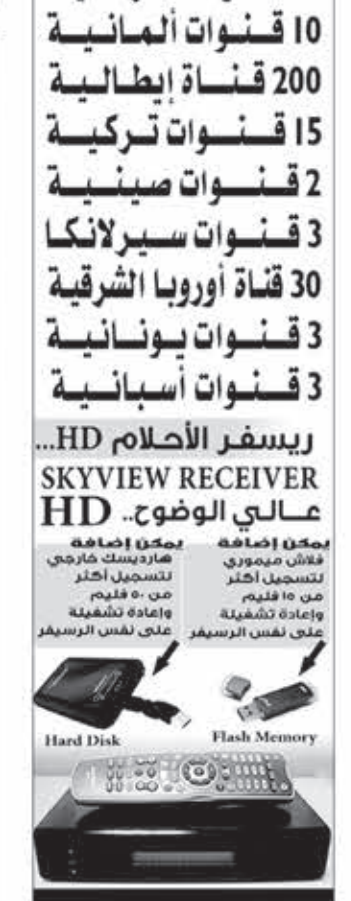 10 قنوات ألمانية
200 قناة إيطالية
15 قنوات تركية
2 قنوات صينية
3 قنوات سيرلانكا
30 قناة أوروبا الشرقية
3 قنوات يونانية
3 قنوات أسبانية
ريسفر الأحلام HD...
SKYVIEW RECEIVER
عالي الوضوح.. HD
يمكن إضافة
فلاش ميموري
لتسجيل أكثر
من ١٥ فليم
وإعادة تشغيلة
على نفس الرسيفر
يمكن إضافة
هارديسك خارجي
لتسجيل أكثر
من ٥٠ فليم
وإعادة تشغيلة
على نفس الرسيفر
Hard Disk
Flash Memory